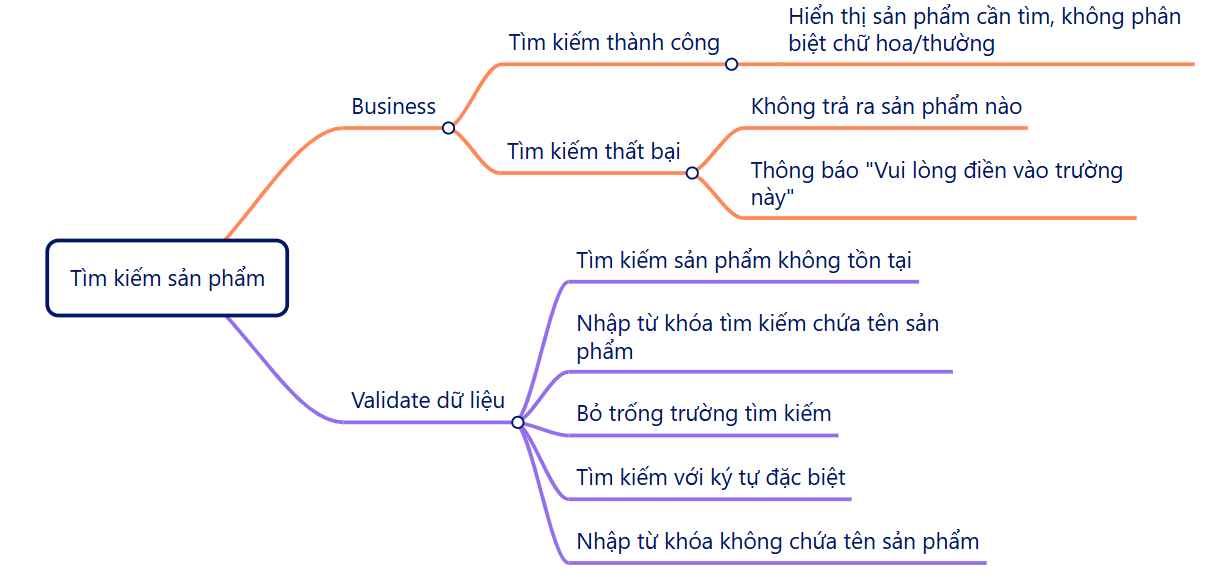 Tìm kiếm sản phẩm
Business
Tìm kiếm thành công
Hiển thị sản phẩm cần tìm, không phân
biệt chữ hoa/thường
Tìm kiếm thất bại
Không trả ra sản phẩm nào
Thông báo "Vui lòng điền vào trường
này"
Validate dữ liệu
Tìm kiếm sản phẩm không tồn tại
Nhập từ khóa tìm kiếm chứa tên sản
phẩm
Bỏ trống trường tìm kiếm
Tìm kiếm với ký tự đặc biệt
Nhập từ khóa không chứa tên sản phẩm